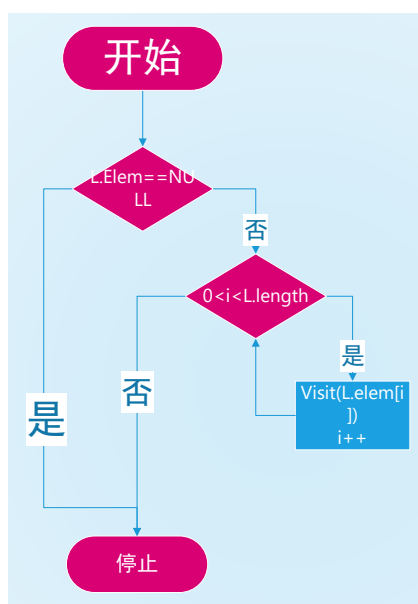 开始
L.Elem==NU
LL
否
0<i<L.length
是
否
是
Visit(L.elem[i
])
i++
停止